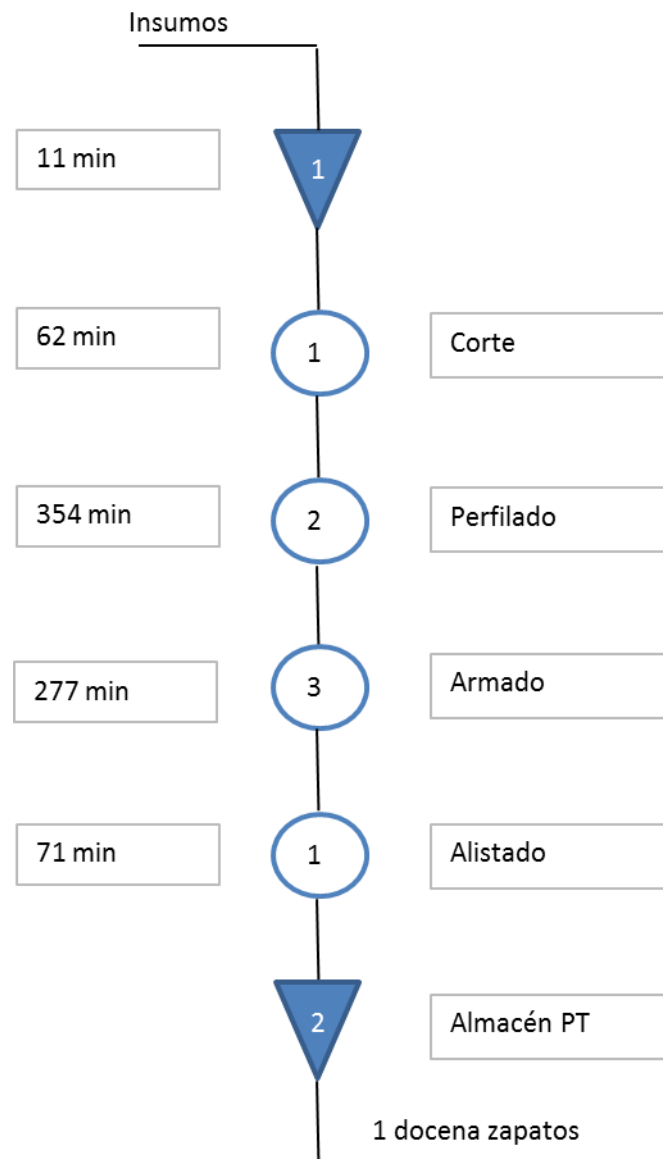 Insumos
11 min
1
62 min
1
Corte
354 min
2
Perfilado
277 min
3
Armado
71 min
1
Alistado
2
Almacén PT
1 docena zapatos